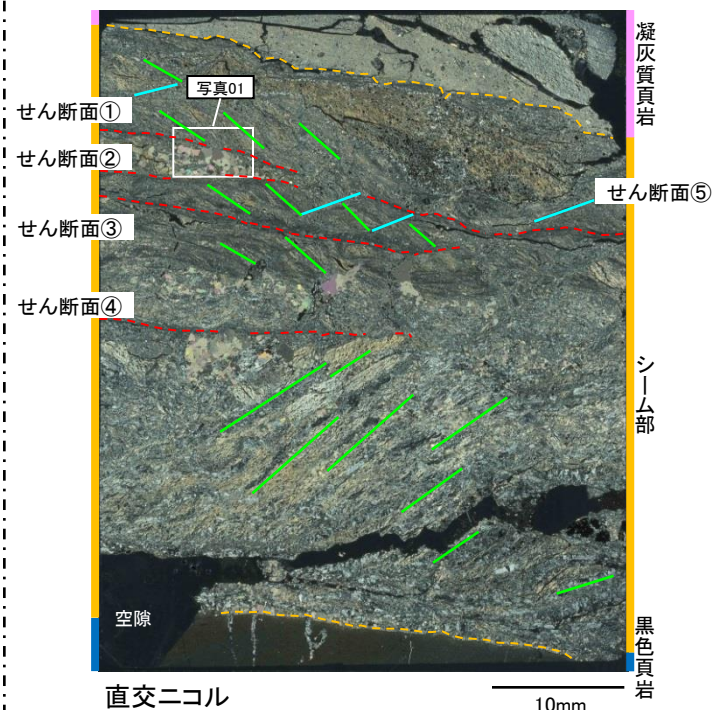 凝灰質頁岩
写真01
せん断面①
せん断面②
せん断面⑤
せん断面③
せん断面④
シーム部
空隙
黒色頁岩
直交ニコル
10mm